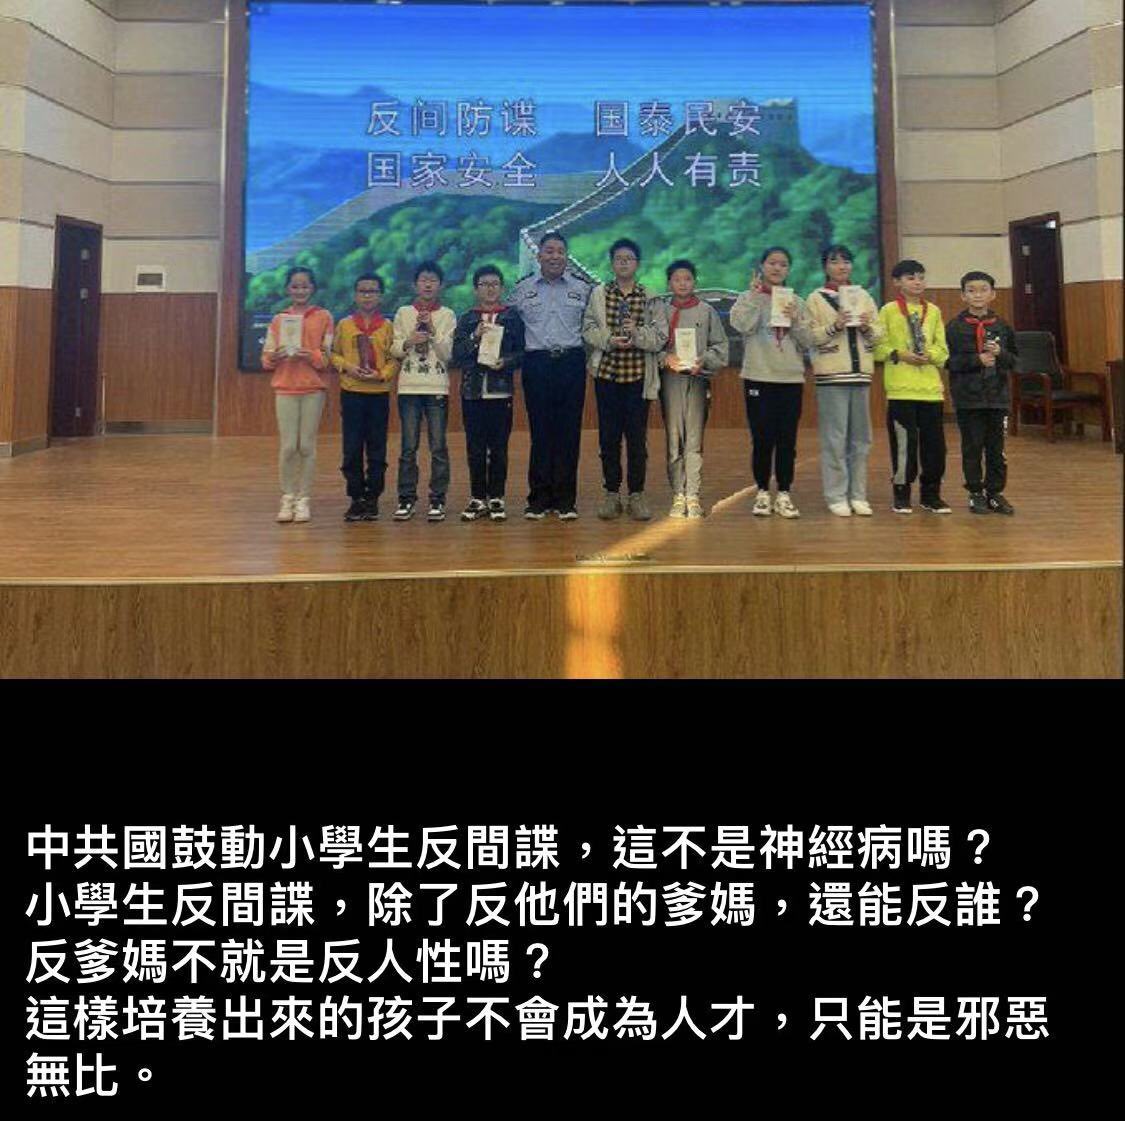 反间防谍 国泰民安
国家安全 人人有责
中共國鼓動小學生反間諜，這不是神經病嗎？
小學生反間諜，除了反他們的爹媽，還能反誰？
反爹媽不就是反人性嗎？
這樣培養出來的孩子不會成為人才，只能是邪惡
無比。